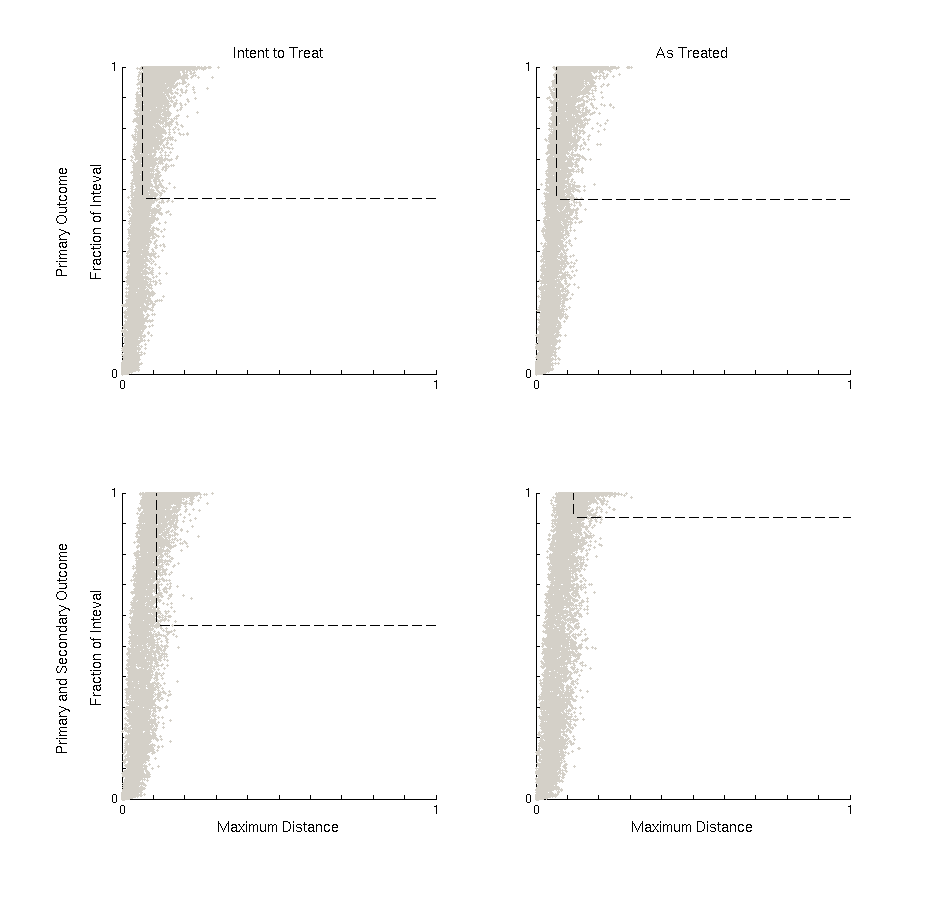 Intent to Treat
As Treated
1
1
Primary Outcome
Fraction of Inteval
0
0
0
1
0
1
1
1
Primary and Secondary Outcome
Fraction of Inteval
0
0
0
1
0
1
Maximum Distance
Maximum Distance